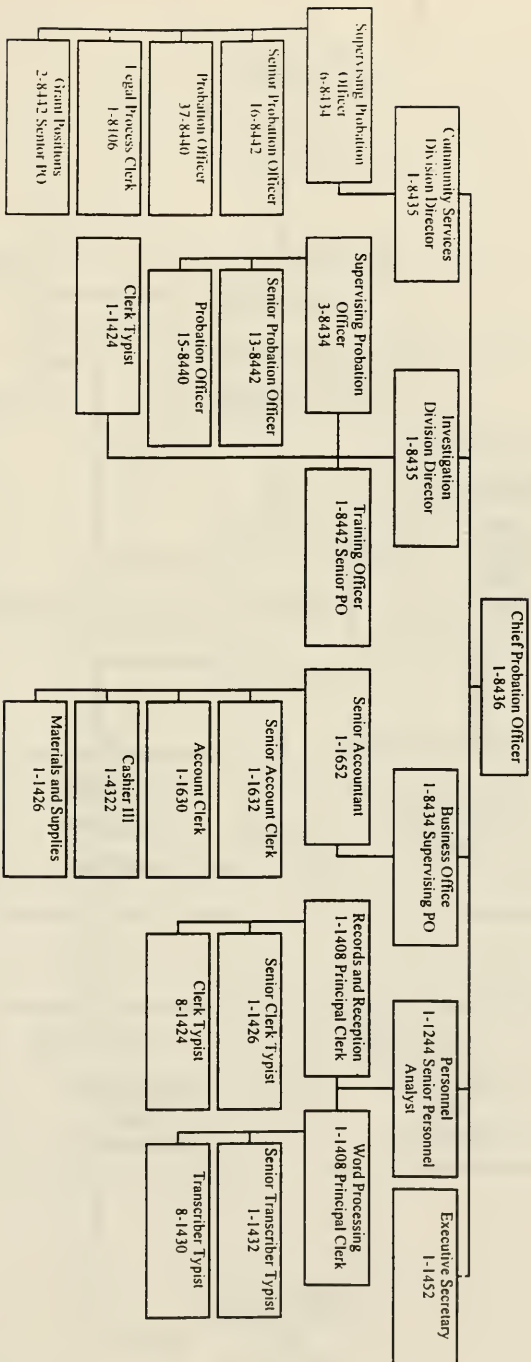 Chief Probation Officer
1-8436
Community Services
Division Director
1-8435
Investigation
Division Director
1-8435
Business Office
1-8434 Supervising PO
Personnel
1-1244 Senior Personnel
Analyst
Executive Secretary
1-1452
Supervising Probation
Officer
6-8434
Senior Probation Officer
16-8442
Probation Officer
37-8440
Legal Process Clerk
1-8106
Grant Positions
2-8442 Senior PO
Supervising Probation
Officer
3-8434
Senior Probation Officer
13-8442
Probation Officer
15-8440
Clerk Typist
1-1424
Training Officer
1-8442 Senior PO
Senior Accountant
1-1652
Senior Account Clerk
1-1632
Account Clerk
1-1630
Cashier III
1-4322
Materials and Supplies
1-1426
Records and Reception
1-1408 Principal Clerk
Senior Clerk Typist
1-1426
Clerk Typist
8-1424
Word Processing
1-1408 Principal Clerk
Senior Transcriber Typist
1-1432
Transcriber Typist
8-1430